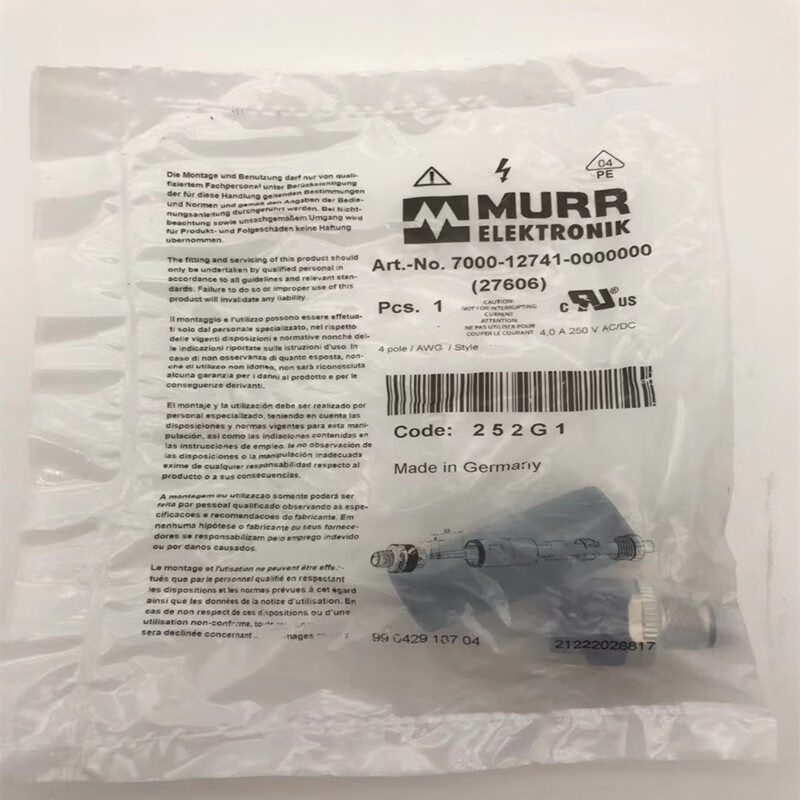 Die Montage und Benutzung darf nur von quali-
fiziertem Fachpersonal unter Berücksichtigung
der für diese Handlung geltenden Bestimmungen
und Normen und gemäß den Angaben der Bedie-
nungsanleitung durchgeführt werden. Bei Nicht-
beachtung sowie unsachgemäßem Umgang wird
für Produkt- und Folgeschäden keine Haftung
übernommen.
The fitting and servicing of this product should
only be undertaken by qualified personal in
accordance to all guidelines and relevant stan-
dards. Failure to do so or improper use of this
product will invalidate any liability.
Il montaggio e l'utilizzo possono essere effetua-
ti solo dal personale specializzato, nel rispetto
delle vigenti disposizioni e normative nonché del-
le indicazioni riportate sulle istruzioni d'uso. In
caso di non osservanza di quanto esposta, non-
ché di utilizzo non idoneo, non sarà riconosciuta
alcuna garanzia per i danni al prodotto e per le
conseguenze derivanti.
El montaje y la utilización debe ser realizado por
personal especializado, teniendo en cuenta las
disposiciones y normas vigentes para esta mani-
pulación, así como las indiaciones contenidas en
las instrucciones de empleo. la no observación de
las disposiciones o la manipulación inadecuada
exime de cualquier responsabilidad respecto al
producto o a sus consecuencias.
A montagem ou utilizacao somente poderá ser
feita por pessoal qualificado observando as espe-
cificacoes e recomendacoes do fabricante. Em
nenhuma hipótese o fabricante ou seus fornece-
dores se responsabilizam pelo emprego indevido
ou por danos causados.
Le montage et l'utisation ne peuvent être effec-
tués que par le personnel qualifié en respectant
les dispositions et les normes prévues à cet égard
ainsi que les données de la notice d'utilisation. En
cas de non respect de ces dispositions ou d'une
utilisation non-conforme,
sera declinée concernant
04
PE
MURR
ELEKTRONIK
Art.-No. 7000-12741-0000000
(27606)
Pcs. 1
CAUTION:
NOT FOR INTERRUPTING
CURRENT
ATTENTION:
NE PAS UTILISER POUR
COUPER LE COURANT
C US
4,0 A 250 V AC/DC
4 pole / AWG / Style
Code: 252G1
Made in Germany
99 0429 187 04
21222028817